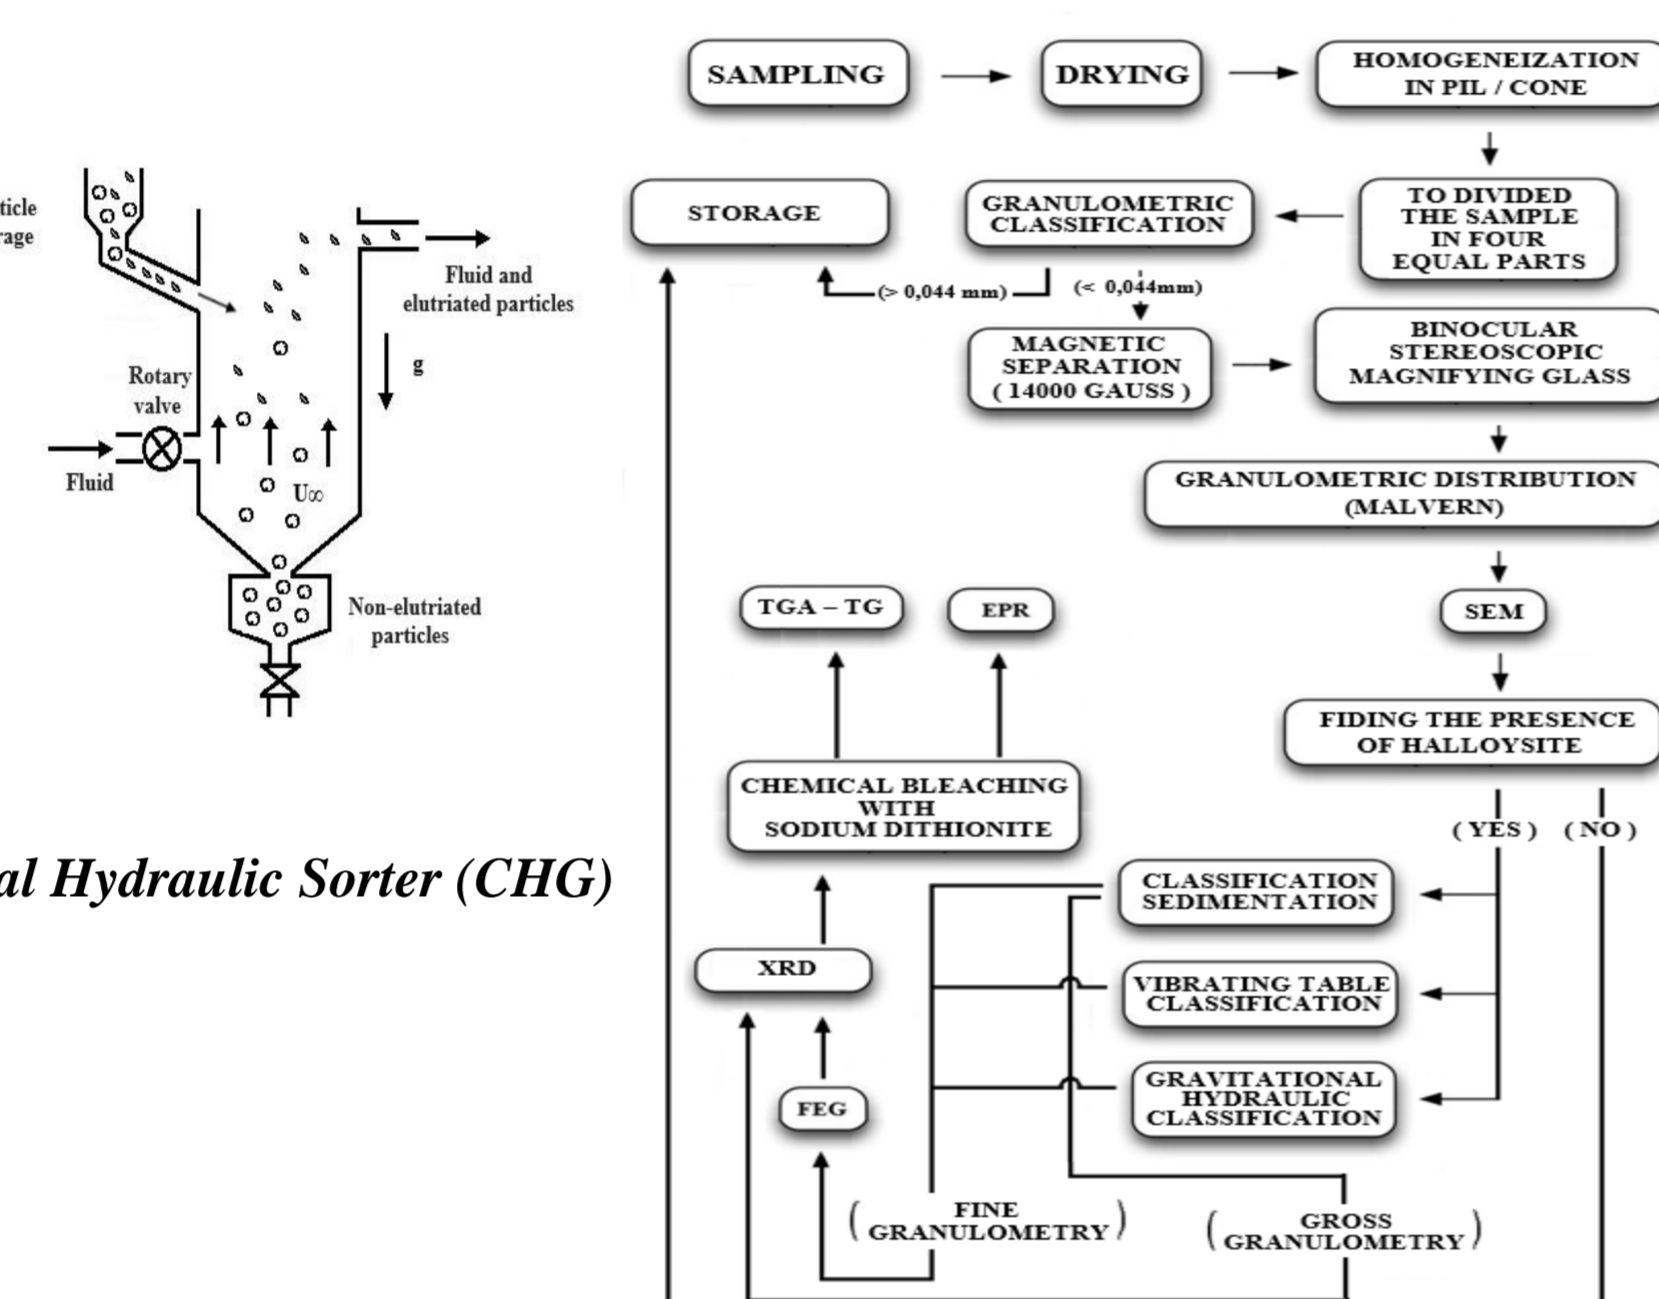 ticle
rage
Rotary
valve
Fluid
Fluid and
elutriated particles
g
U∞
Non-elutriated
particles
al Hydraulic Sorter (CHG)
SAMPLING
DRYING
HOMOGENEIZATION
IN PIL / CONE
STORAGE
GRANULOMETRIC
CLASSIFICATION
TO DIVIDED
THE SAMPLE
IN FOUR
EQUAL PARTS
(> 0,044 mm)
(< 0,044mm)
MAGNETIC
SEPARATION
( 14000 GAUSS )
BINOCULAR
STEREOSCOPIC
MAGNIFYING GLASS
GRANULOMETRIC DISTRIBUTION
(MALVERN)
SEM
TGA – TG
EPR
FIDING THE PRESENCE
OF HALLOYSITE
( YES )
( NO )
CHEMICAL BLEACHING
WITH
SODIUM DITHIONITE
CLASSIFICATION
SEDIMENTATION
XRD
VIBRATING TABLE
CLASSIFICATION
GRAVITATIONAL
HYDRAULIC
CLASSIFICATION
FEG
( FINE
GRANULOMETRY )
( GROSS
GRANULOMETRY )